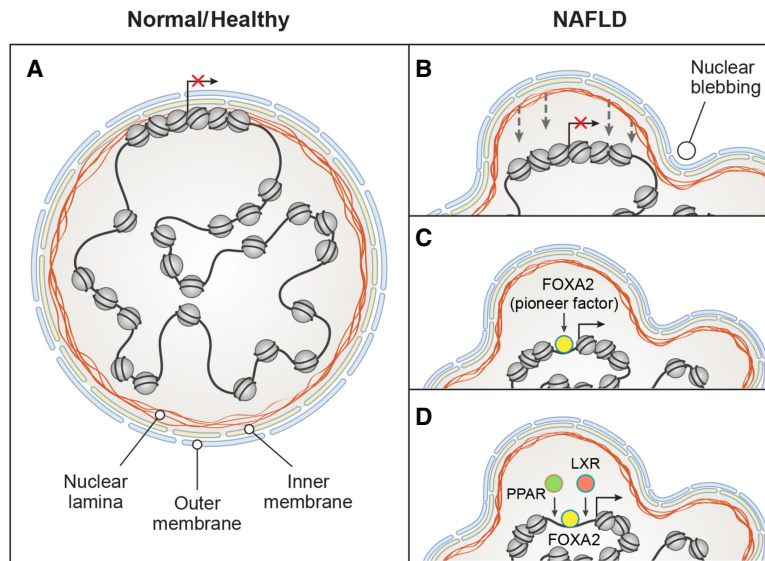 Normal/Healthy
NAFLD
A
Nuclear
lamina
Outer
membrane
Inner
membrane
B
Nuclear
blebbing
C
FOXA2
(pioneer factor)
D
LXR
PPAR
FOXA2